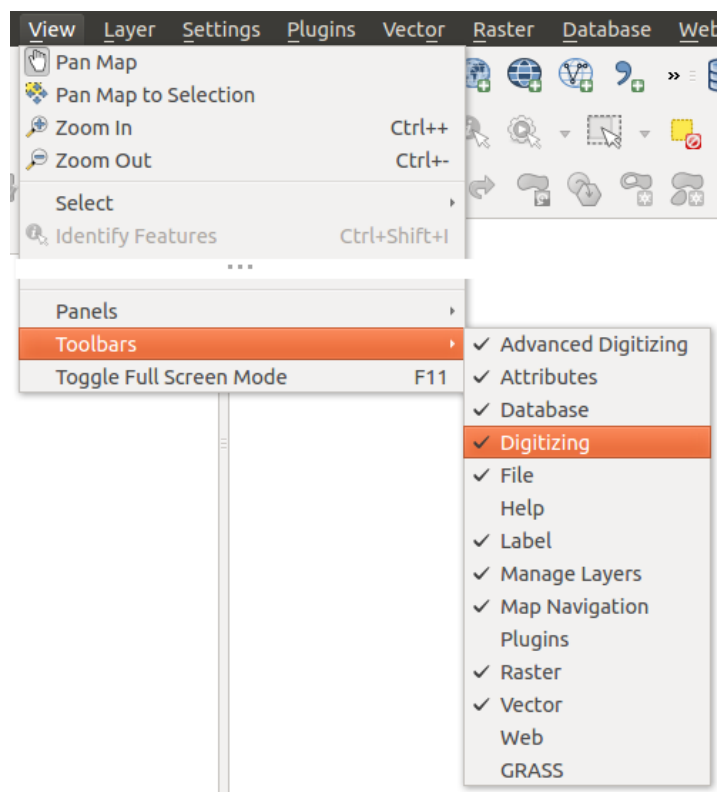 View Layer Settings Plugins Vector Raster Database Web
Pan Map
Pan Map to Selection
Zoom In Ctrl++
Zoom Out Ctrl+-
Select
Identify Features Ctrl+Shift+I
...
Panels
Toolbars
Toggle Full Screen Mode F11
✓ Advanced Digitizing
✓ Attributes
✓ Database
✓ Digitizing
✓ File
Help
✓ Label
✓ Manage Layers
✓ Map Navigation
Plugins
✓ Raster
✓ Vector
Web
GRASS